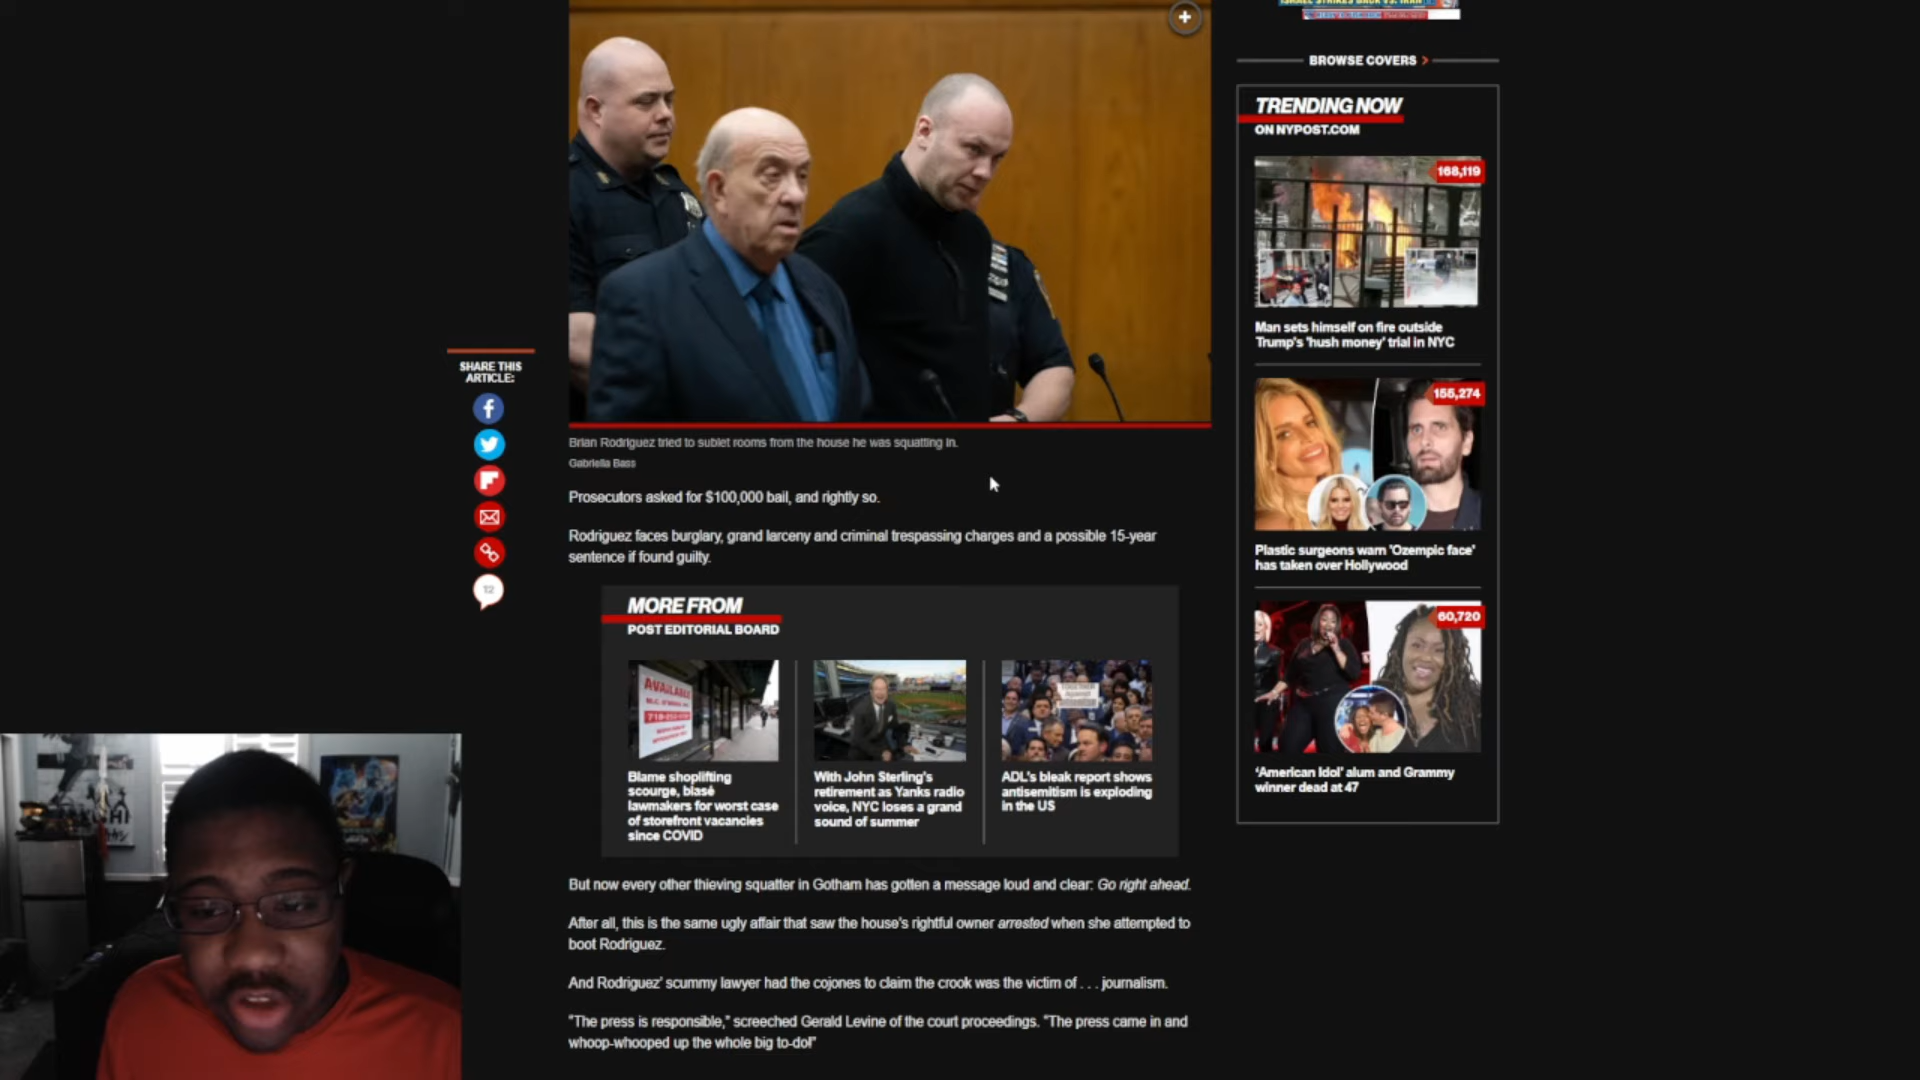 ISRAEL STRIKES BACK VS. IRAN
BROWSE COVERS >
TRENDING NOW
ON NYPOST.COM
168,119
Man sets himself on fire outside
Trump's 'hush money' trial in NYC
155,274
Plastic surgeons warn 'Ozempic face'
has taken over Hollywood
60,720
'American Idol' alum and Grammy
winner dead at 47
SHARE THIS
ARTICLE:
12
Brian Rodriguez tried to sublet rooms from the house he was squatting in.
Gabriella Bass
Prosecutors asked for $100,000 bail, and rightly so.
Rodriguez faces burglary, grand larceny and criminal trespassing charges and a possible 15-year
sentence if found guilty.
MORE FROM
POST EDITORIAL BOARD
AVAILABLE
Blame shoplifting
scourge, blasé
lawmakers for worst case
of storefront vacancies
since COVID
With John Sterling's
retirement as Yanks radio
voice, NYC loses a grand
sound of summer
ADL's bleak report shows
antisemitism is exploding
in the US
But now every other thieving squatter in Gotham has gotten a message loud and clear: Go right ahead.
After all, this is the same ugly affair that saw the house's rightful owner arrested when she attempted to
boot Rodriguez.
And Rodriguez' scummy lawyer had the cojones to claim the crook was the victim of . . . journalism.
"The press is responsible," screeched Gerald Levine of the court proceedings. "The press came in and
whoop-whooped up the whole big to-do!"